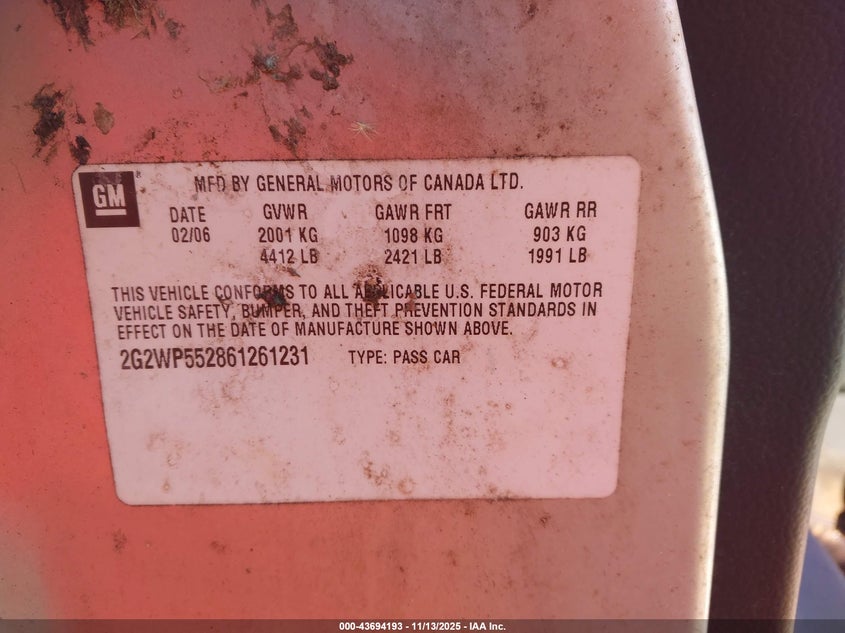 GM
MFD BY GENERAL MOTORS OF CANADA LTD.
DATE GVWR GAWR FRT GAWR RR
02/06 2001 KG 1098 KG 903 KG
4412 LB 2421 LB 1991 LB
THIS VEHICLE CONFORMS TO ALL APPLICABLE U.S. FEDERAL MOTOR
VEHICLE SAFETY, BUMPER, AND THEFT PREVENTION STANDARDS IN
EFFECT ON THE DATE OF MANUFACTURE SHOWN ABOVE.
2G2WP552861261231 TYPE: PASS CAR
000-43694193 - 11/13/2025 - IAA Inc.